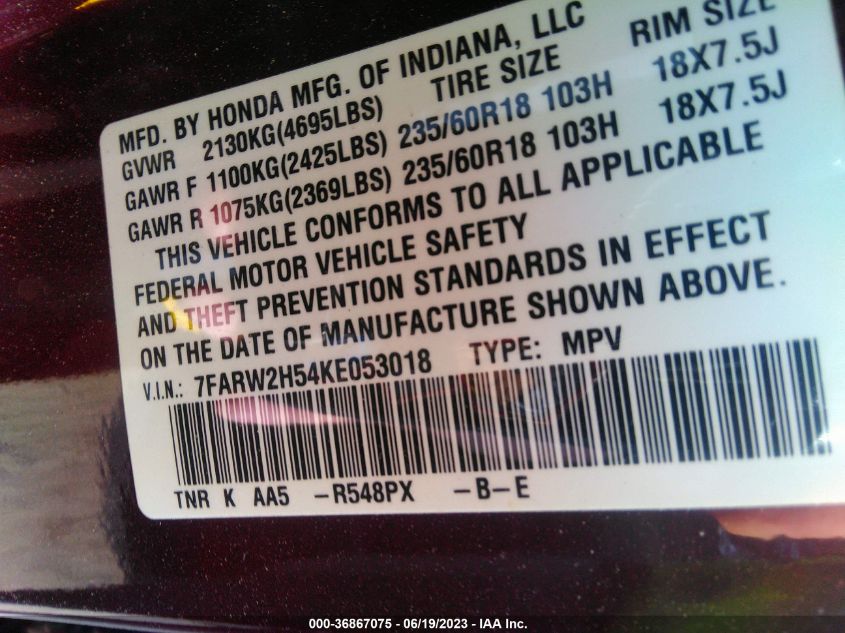 MFD. BY HONDA MFG. OF INDIANA, LLC
GVWR 2130KG(4695LBS) TIRE SIZE RIM SIZE
GAWR F 1100KG(2425LBS) 235/60R18 103H 18X7.5J
GAWR R 1075KG(2369LBS) 235/60R18 103H 18X7.5J
THIS VEHICLE CONFORMS TO ALL APPLICABLE
FEDERAL MOTOR VEHICLE SAFETY
AND THEFT PREVENTION STANDARDS IN EFFECT
ON THE DATE OF MANUFACTURE SHOWN ABOVE.
V.I.N.: 7FARW2H54KE053018 TYPE: MPV
TNR K AA5 -R548PX -B-E
000-36867075 - 06/19/2023 - IAA Inc.